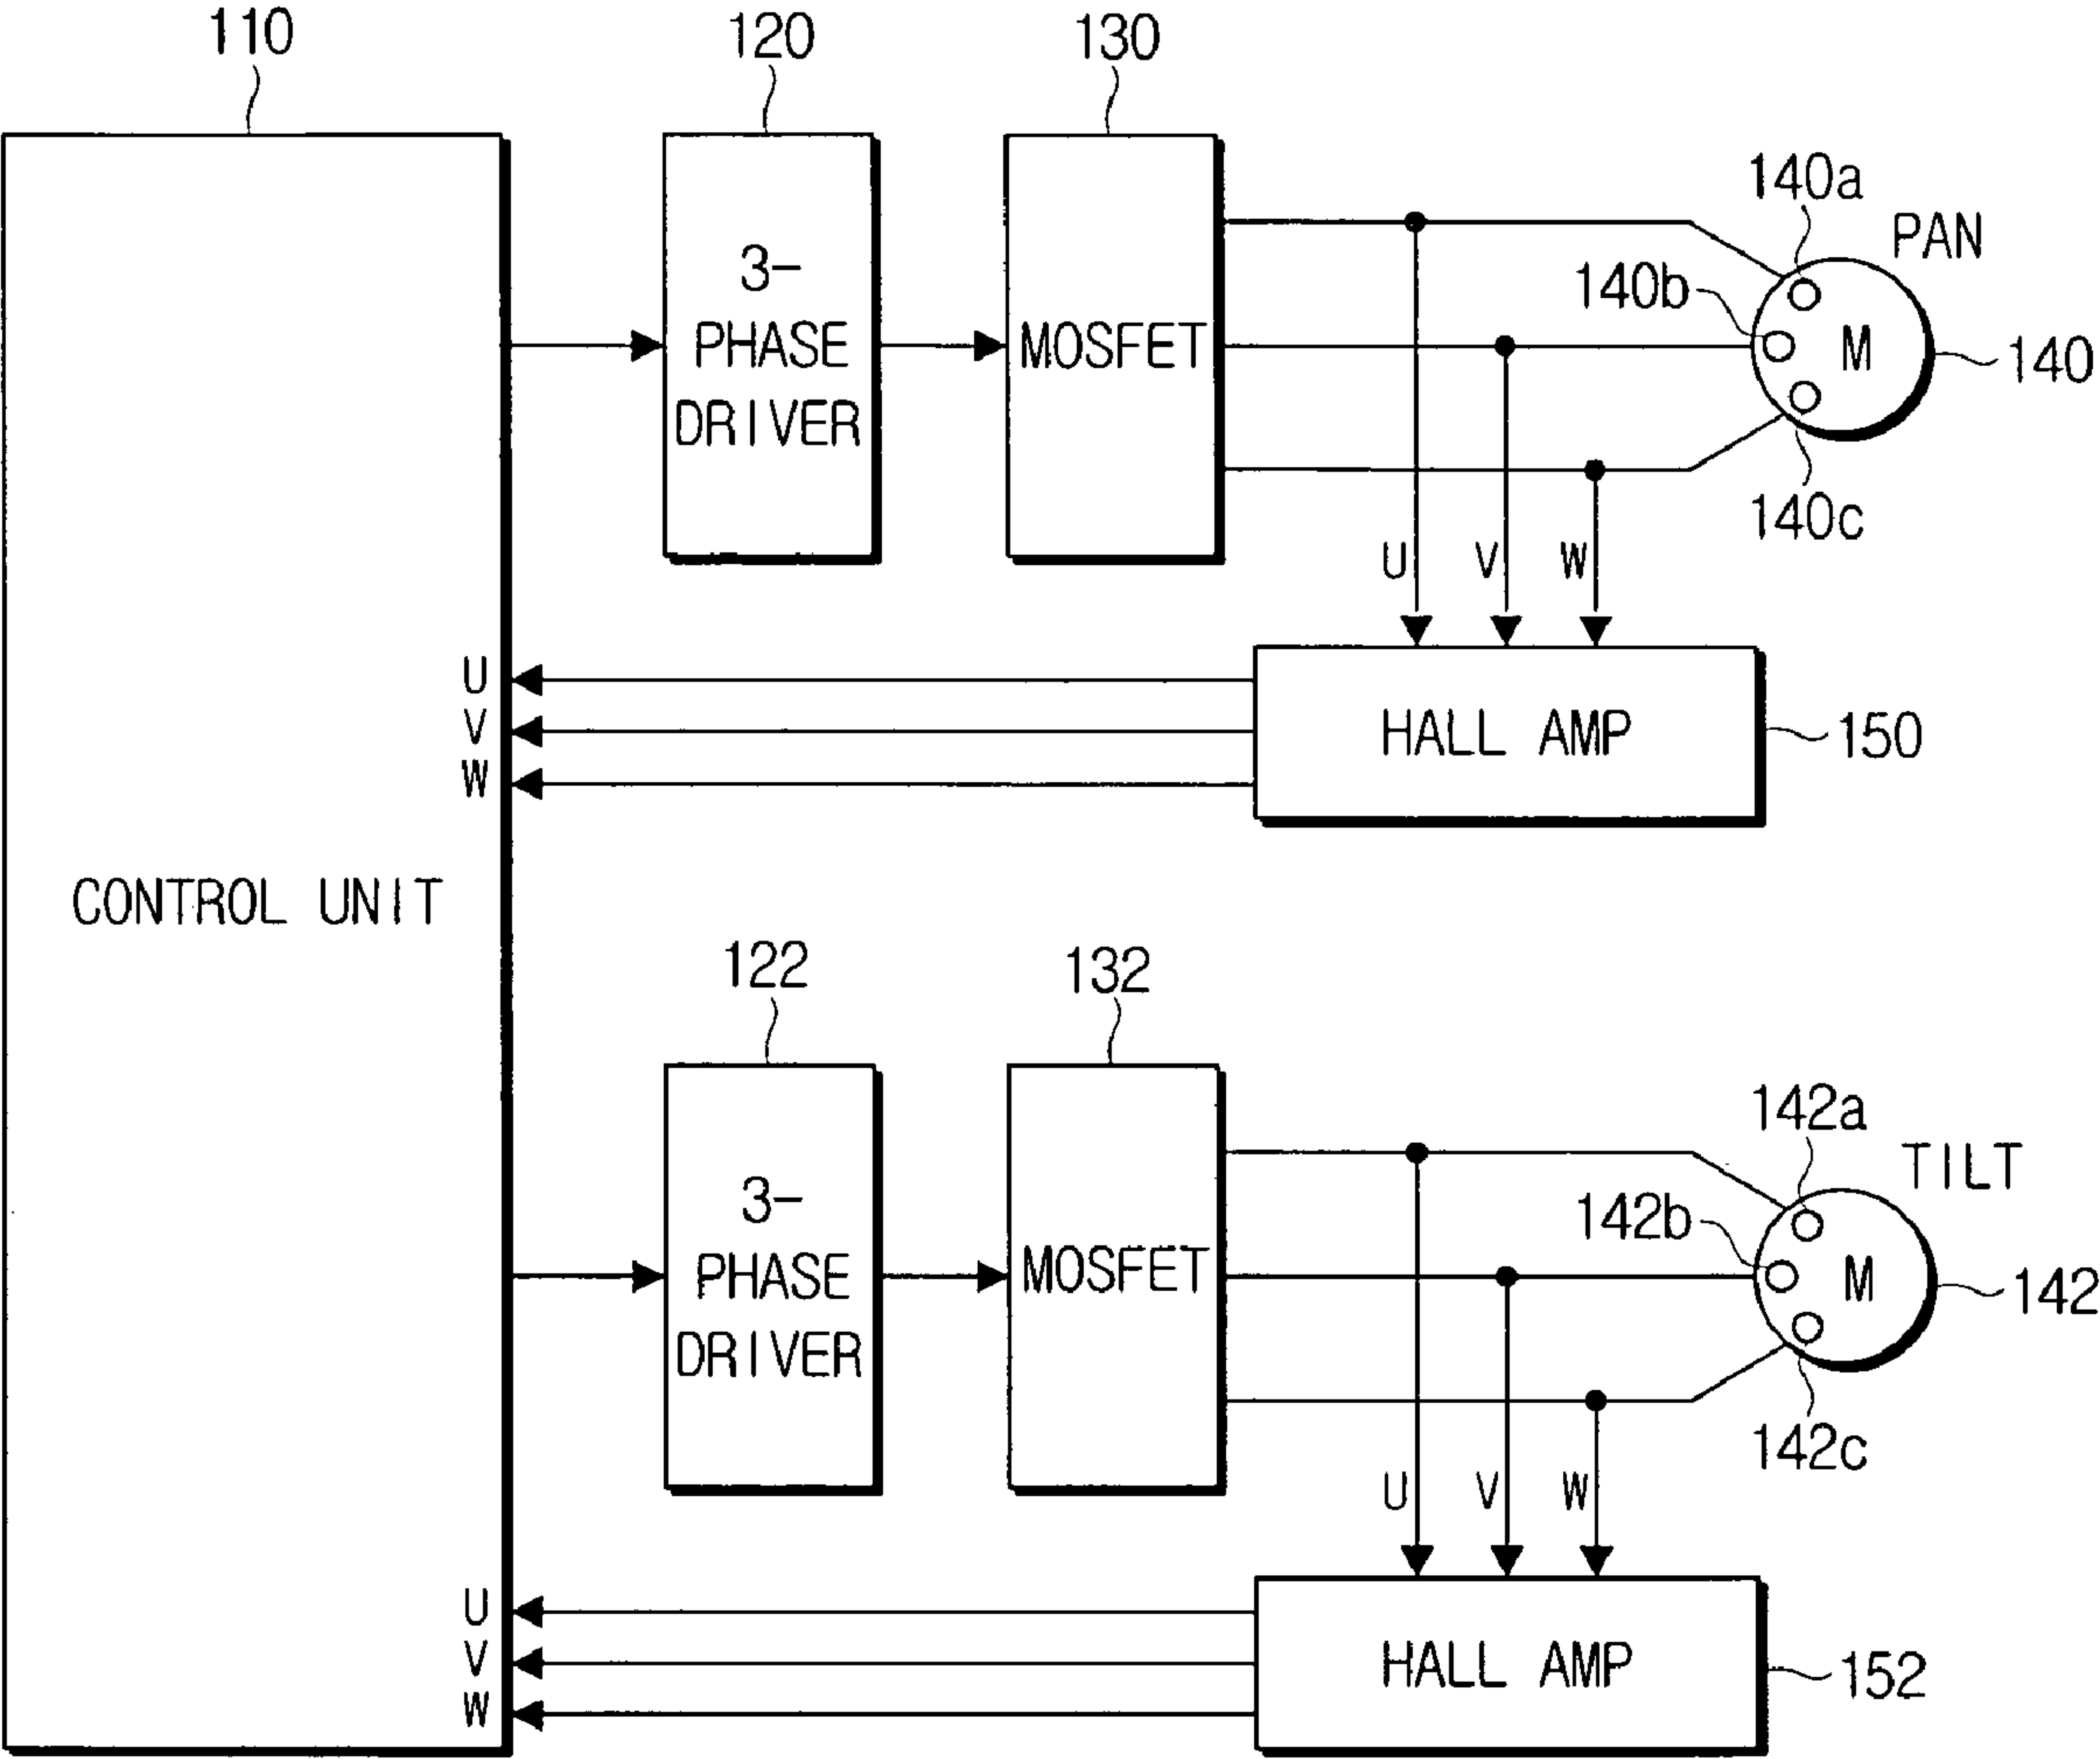 110
120
130
140a
PAN
140b
3-
PHASE
DRIVER
MOSFET
M
140
140c
U V W
U
V
W
HALL AMP
150
CONTROL UNIT
122
132
142a
TILT
142b
3-
PHASE
DRIVER
MOSFET
M
142
142c
U V W
U
V
W
HALL AMP
152